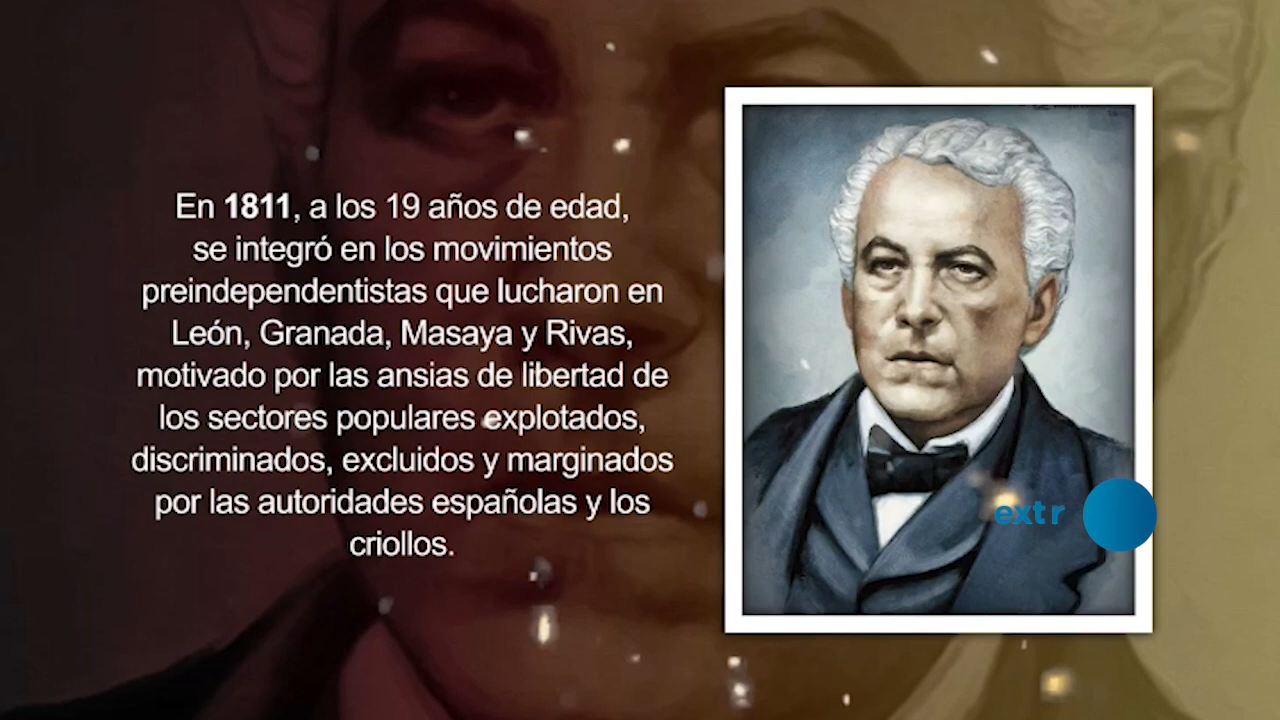 En 1811, a los 19 años de edad,
se integró en los movimientos
preindependentistas que lucharon en
León, Granada, Masaya y Rivas,
motivado por las ansias de libertad de
los sectores populares explotados,
discriminados, excluidos y marginados
por las autoridades españolas y los
criollos.
extr